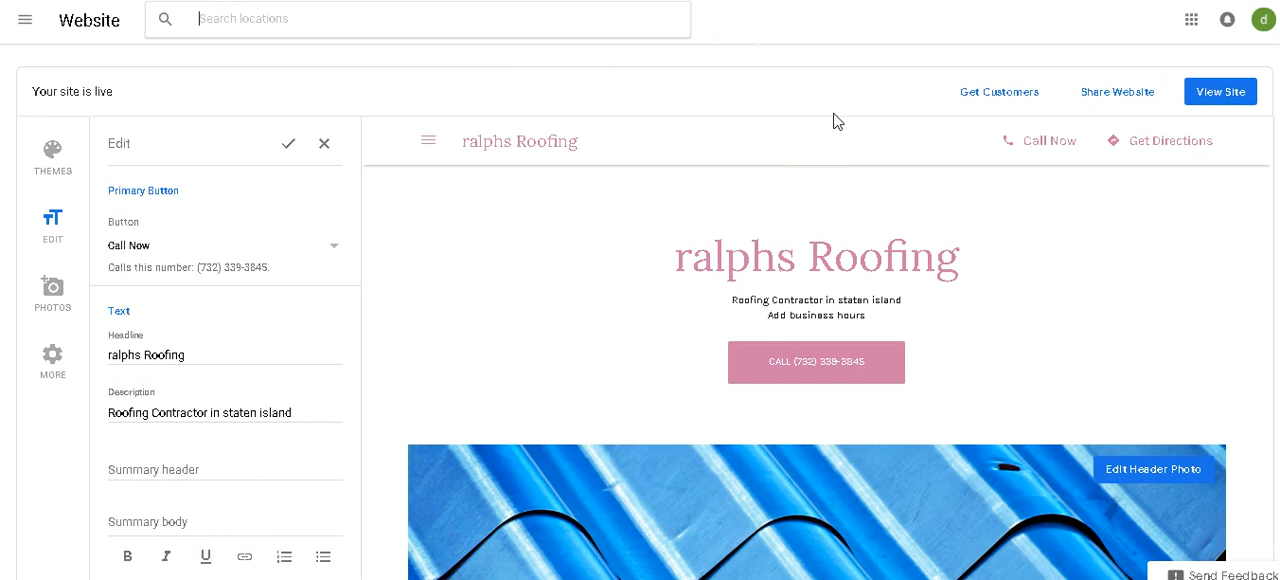 Website
Search locations
d
Your site is live
Get Customers
Share Website
View Site
THEMES
EDIT
PHOTOS
MORE
Edit
Primary Button
Button
Call Now
Calls this number: (732) 339-3845.
Text
Headline
ralphs Roofing
Description
Roofing Contractor in staten island
Summary header
Summary body
B I U
ralphs Roofing
Call Now
Get Directions
ralphs Roofing
Roofing Contractor in staten island
Add business hours
CALL (732) 339-3845
Edit Header Photo
Send Feedback